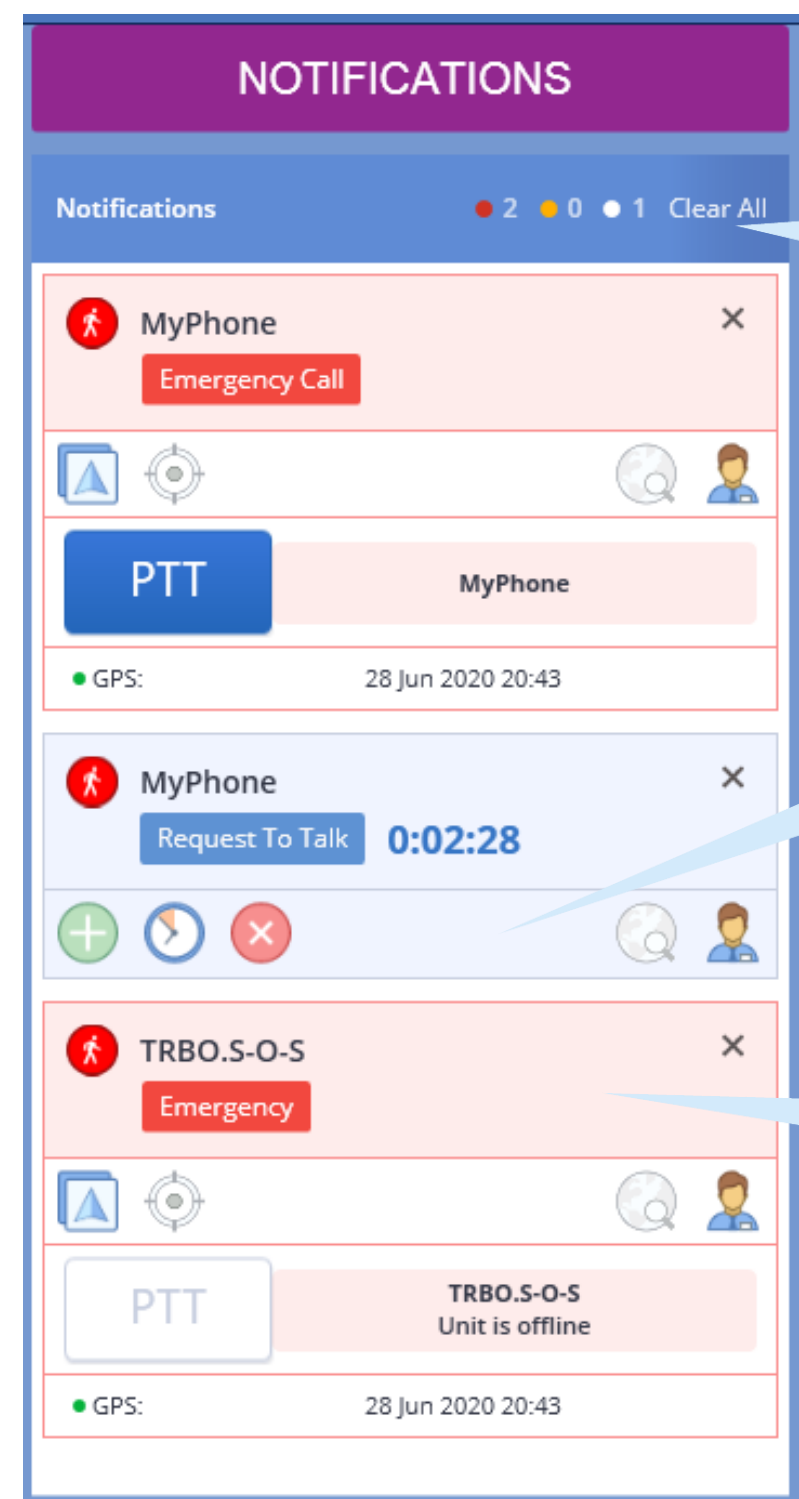 NOTIFICATIONS
Notifications 2 0 1 Clear All
MyPhone
Emergency Call
PTT MyPhone
GPS: 28 Jun 2020 20:43
MyPhone
Request To Talk 0:02:28
TRBO.S-O-S
Emergency
PTT TRBO.S-O-S
Unit is offline
GPS: 28 Jun 2020 20:43